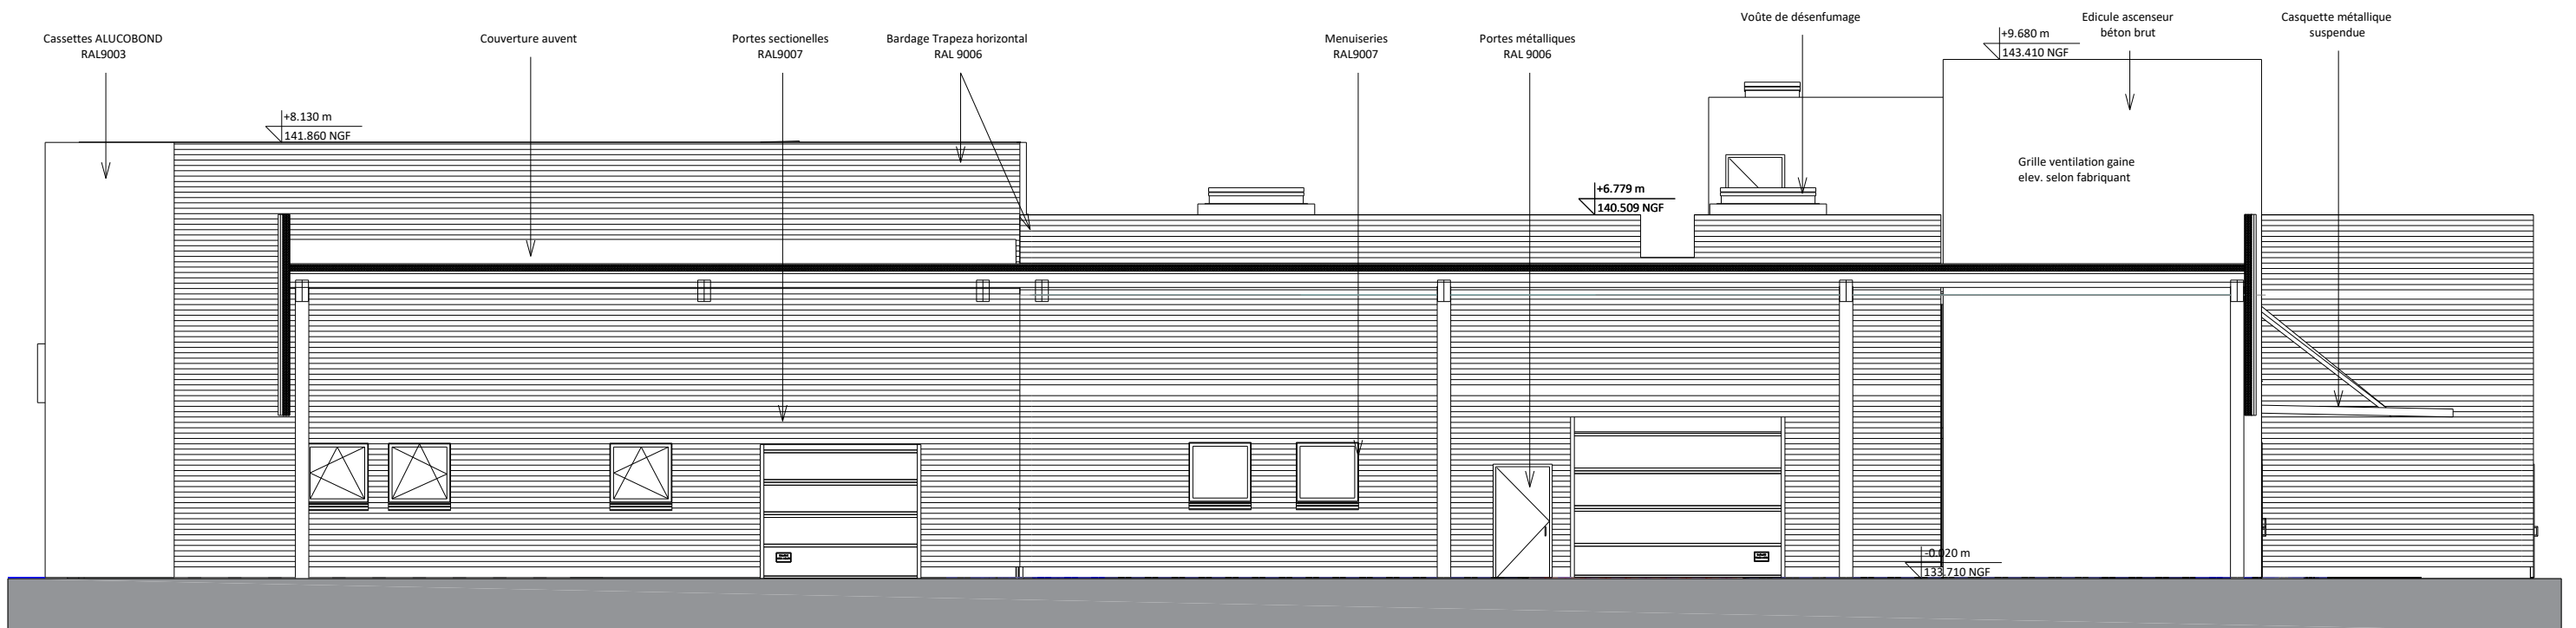 Cassettes ALUCOBOND
RAL9003
Couverture auvent
Portes sectionelles
RAL9007
Bardage Trapeza horizontal
RAL 9006
Menuiseries
RAL9007
Portes métalliques
RAL 9006
Voûte de désenfumage
Edicule ascenseur
béton brut
Casquette métallique
suspendue
+9.680 m
143.410 NGF
+8.130 m
141.860 NGF
Grille ventilation gaine
elev. selon fabriquant
+6.779 m
140.509 NGF
-0.020 m
133.710 NGF